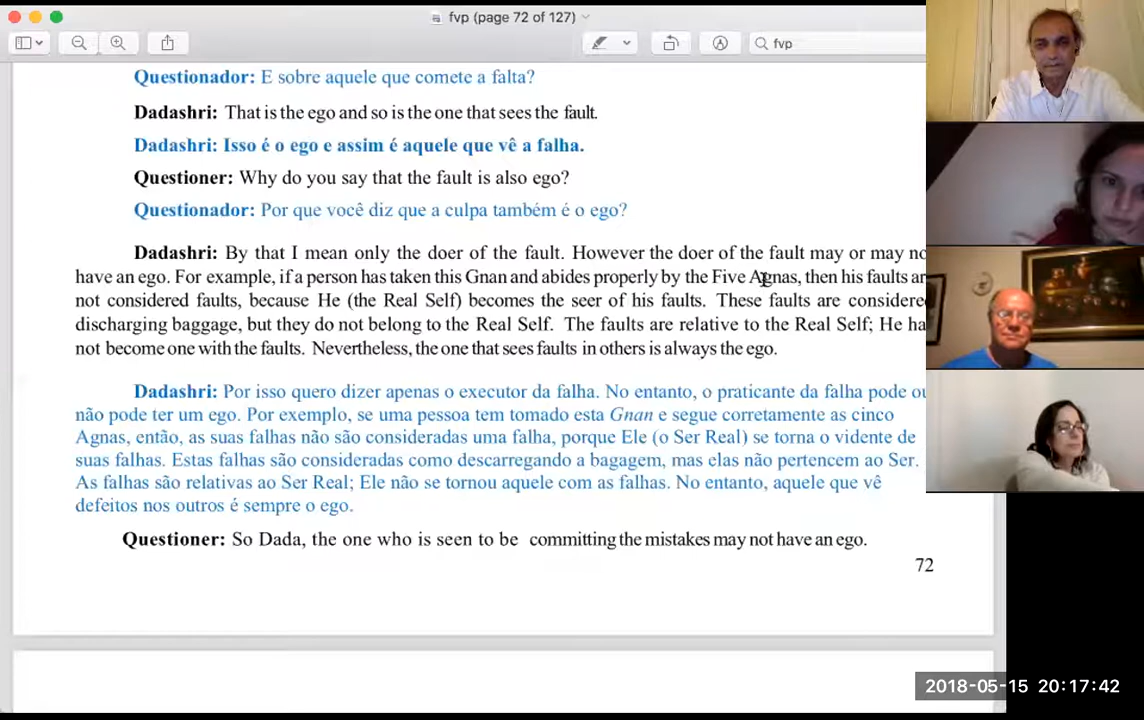 fvp (page 72 of 127)
fvp
Questionador: E sobre aquele que comete a falta?
Dadashri: That is the ego and so is the one that sees the fault.
Dadashri: Isso é o ego e assim é aquele que vê a falha.
Questioner: Why do you say that the fault is also ego?
Questionador: Por que você diz que a culpa também é o ego?
Dadashri: By that I mean only the doer of the fault. However the doer of the fault may or may no
have an ego. For example, if a person has taken this Gnan and abides properly by the Five Agnas, then his faults ar
not considered faults, because He (the Real Self) becomes the seer of his faults. These faults are considere
discharging baggage, but they do not belong to the Real Self. The faults are relative to the Real Self; He ha
not become one with the faults. Nevertheless, the one that sees faults in others is always the ego.
Dadashri: Por isso quero dizer apenas o executor da falha. No entanto, o praticante da falha pode ou
não pode ter um ego. Por exemplo, se uma pessoa tem tomado esta Gnan e segue corretamente as cinco
Agnas, então, as suas falhas não são consideradas uma falha, porque Ele (o Ser Real) se torna o vidente de
suas falhas. Estas falhas são consideradas como descarregando a bagagem, mas elas não pertencem ao Ser.
As falhas são relativas ao Ser Real; Ele não se tornou aquele com as falhas. No entanto, aquele que vê
defeitos nos outros é sempre o ego.
Questioner: So Dada, the one who is seen to be committing the mistakes may not have an ego.
72
2018-05-15 20:17:42